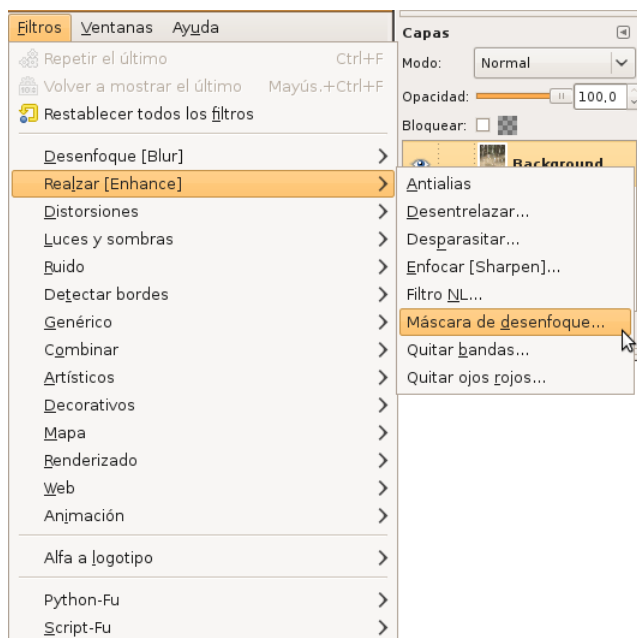 Filtros Ventanas Ayuda
Repetir el último Ctrl+F
Volver a mostrar el último Mayús.+Ctrl+F
Restablecer todos los filtros
Desenfoque [Blur]
Realzar [Enhance]
Distorsiones
Luces y sombras
Ruido
Detectar bordes
Genérico
Combinar
Artísticos
Decorativos
Mapa
Renderizado
Web
Animación
Alfa a logotipo
Python-Fu
Script-Fu
Capas
Modo: Normal
Opacidad: 100,0
Bloquear:
Background
Antialias
Desentrelazar...
Desparasitar...
Enfocar [Sharpen]...
Filtro NL...
Máscara de desenfoque...
Quitar bandas...
Quitar ojos rojos...